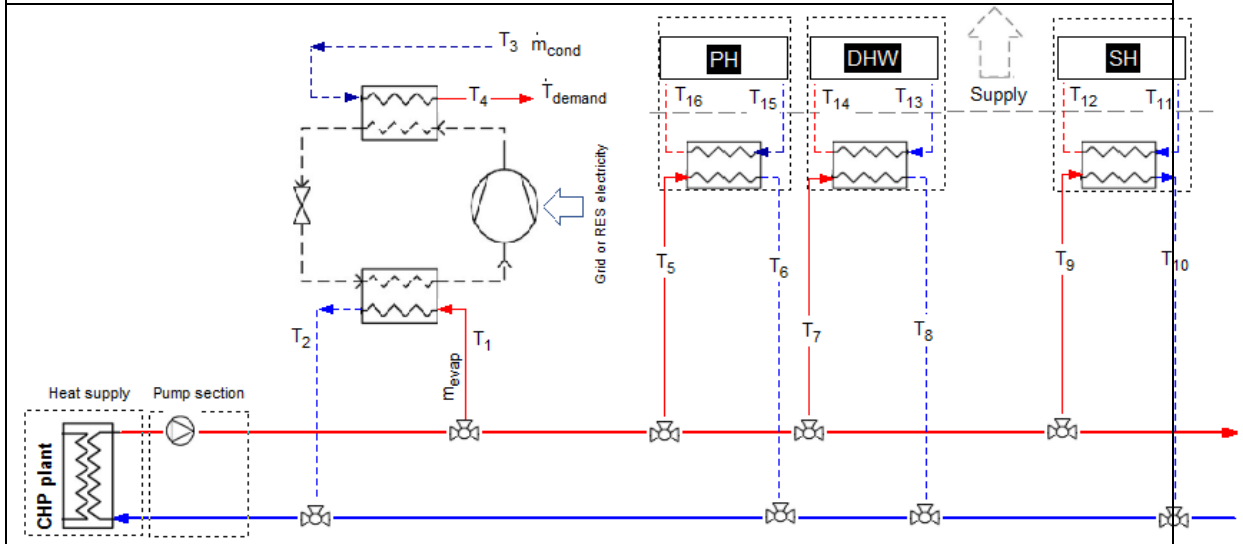 T3 ṁcond
T4 Ṫdemand
PH
DHW
SH
T16 T15 T14 T13 Supply T12 T11
Grid or RES electricity
T5 T6 T7 T8 T9 T10
T2 T1
mevap
Heat supply Pump section
CHP plant